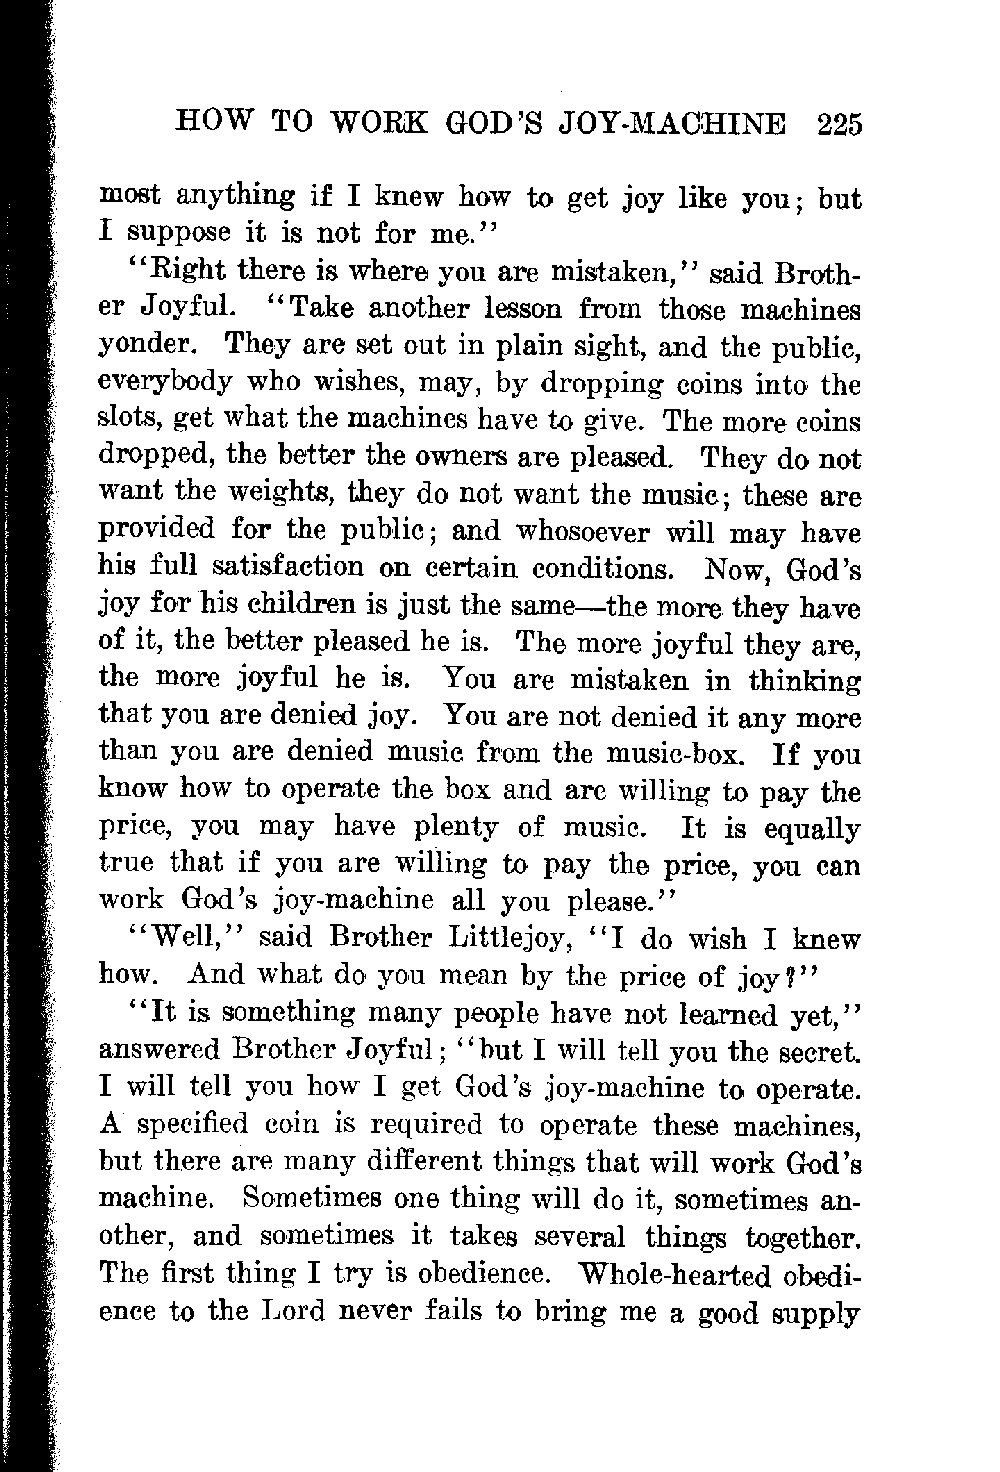 HOW TO WORK GOD'S JOY-MACHINE 225
most anything if I knew how to get joy like you; but
I suppose it is not for me."
"Right there is where you are mistaken," said Broth-
er Joyful. "Take another lesson from those machines
yonder. They are set out in plain sight, and the public,
everybody who wishes, may, by dropping coins into the
slots, get what the machines have to give. The more coins
dropped, the better the owners are pleased. They do not
want the weights, they do not want the music; these are
provided for the public; and whosoever will may have
his full satisfaction on certain conditions. Now, God's
joy for his children is just the same—the more they have
of it, the better pleased he is. The more joyful they are,
the more joyful he is. You are mistaken in thinking
that you are denied joy. You are not denied it any more
than you are denied music from the music-box. If you
know how to operate the box and are willing to pay the
price, you may have plenty of music. It is equally
true that if you are willing to pay the price, you can
work God's joy-machine all you please."
"Well," said Brother Littlejoy, "I do wish I knew
how. And what do you mean by the price of joy?"
"It is something many people have not learned yet,"
answered Brother Joyful; "but I will tell you the secret.
I will tell you how I get God's joy-machine to operate.
A specified coin is required to operate these machines,
but there are many different things that will work God's
machine. Sometimes one thing will do it, sometimes an-
other, and sometimes it takes several things together.
The first thing I try is obedience. Whole-hearted obedi-
ence to the Lord never fails to bring me a good supply